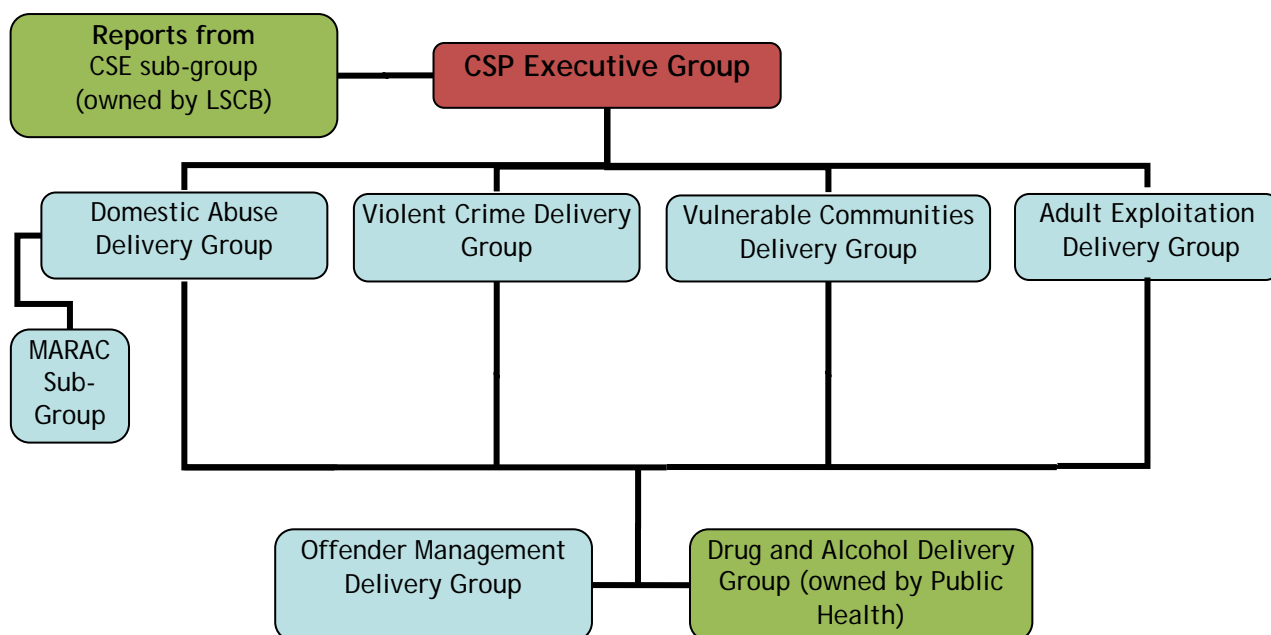 Reports from
CSE sub-group
(owned by LSCB)
CSP Executive Group
Domestic Abuse
Delivery Group
Violent Crime Delivery
Group
Vulnerable Communities
Delivery Group
Adult Exploitation
Delivery Group
MARAC
Sub-
Group
Offender Management
Delivery Group
Drug and Alcohol Delivery
Group (owned by Public
Health)